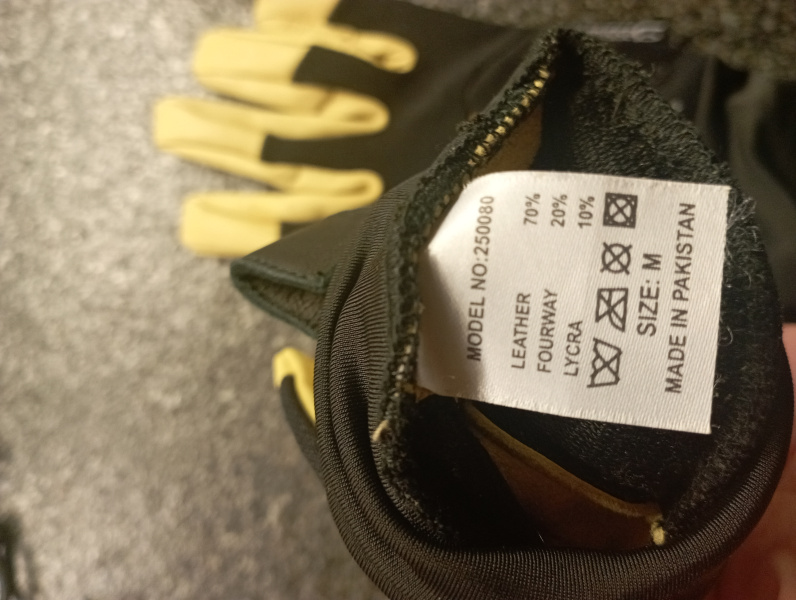 MODEL NO:250080
LEATHER 70%
FOURWAY 20%
LYCRA 10%
SIZE: M
MADE IN PAKISTAN